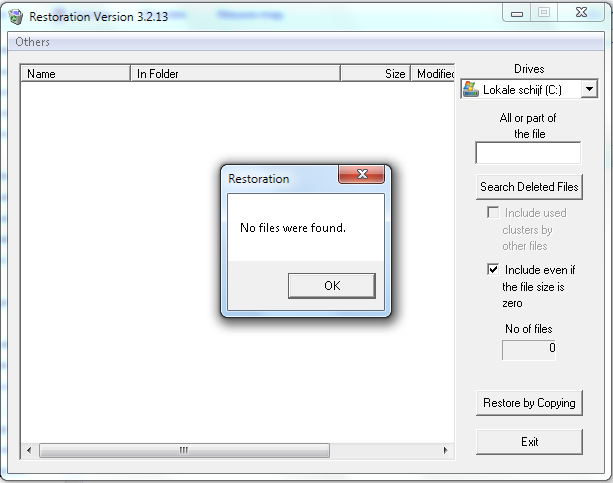 Restoration Version 3.2.13
Others
Name In Folder Size Modified
Drives
Lokale schijf (C:)
All or part of
the file
Search Deleted Files
Include used
clusters by
other files
Include even if
the file size is
zero
No of files
0
Restore by Copying
Exit
Restoration
No files were found.
OK